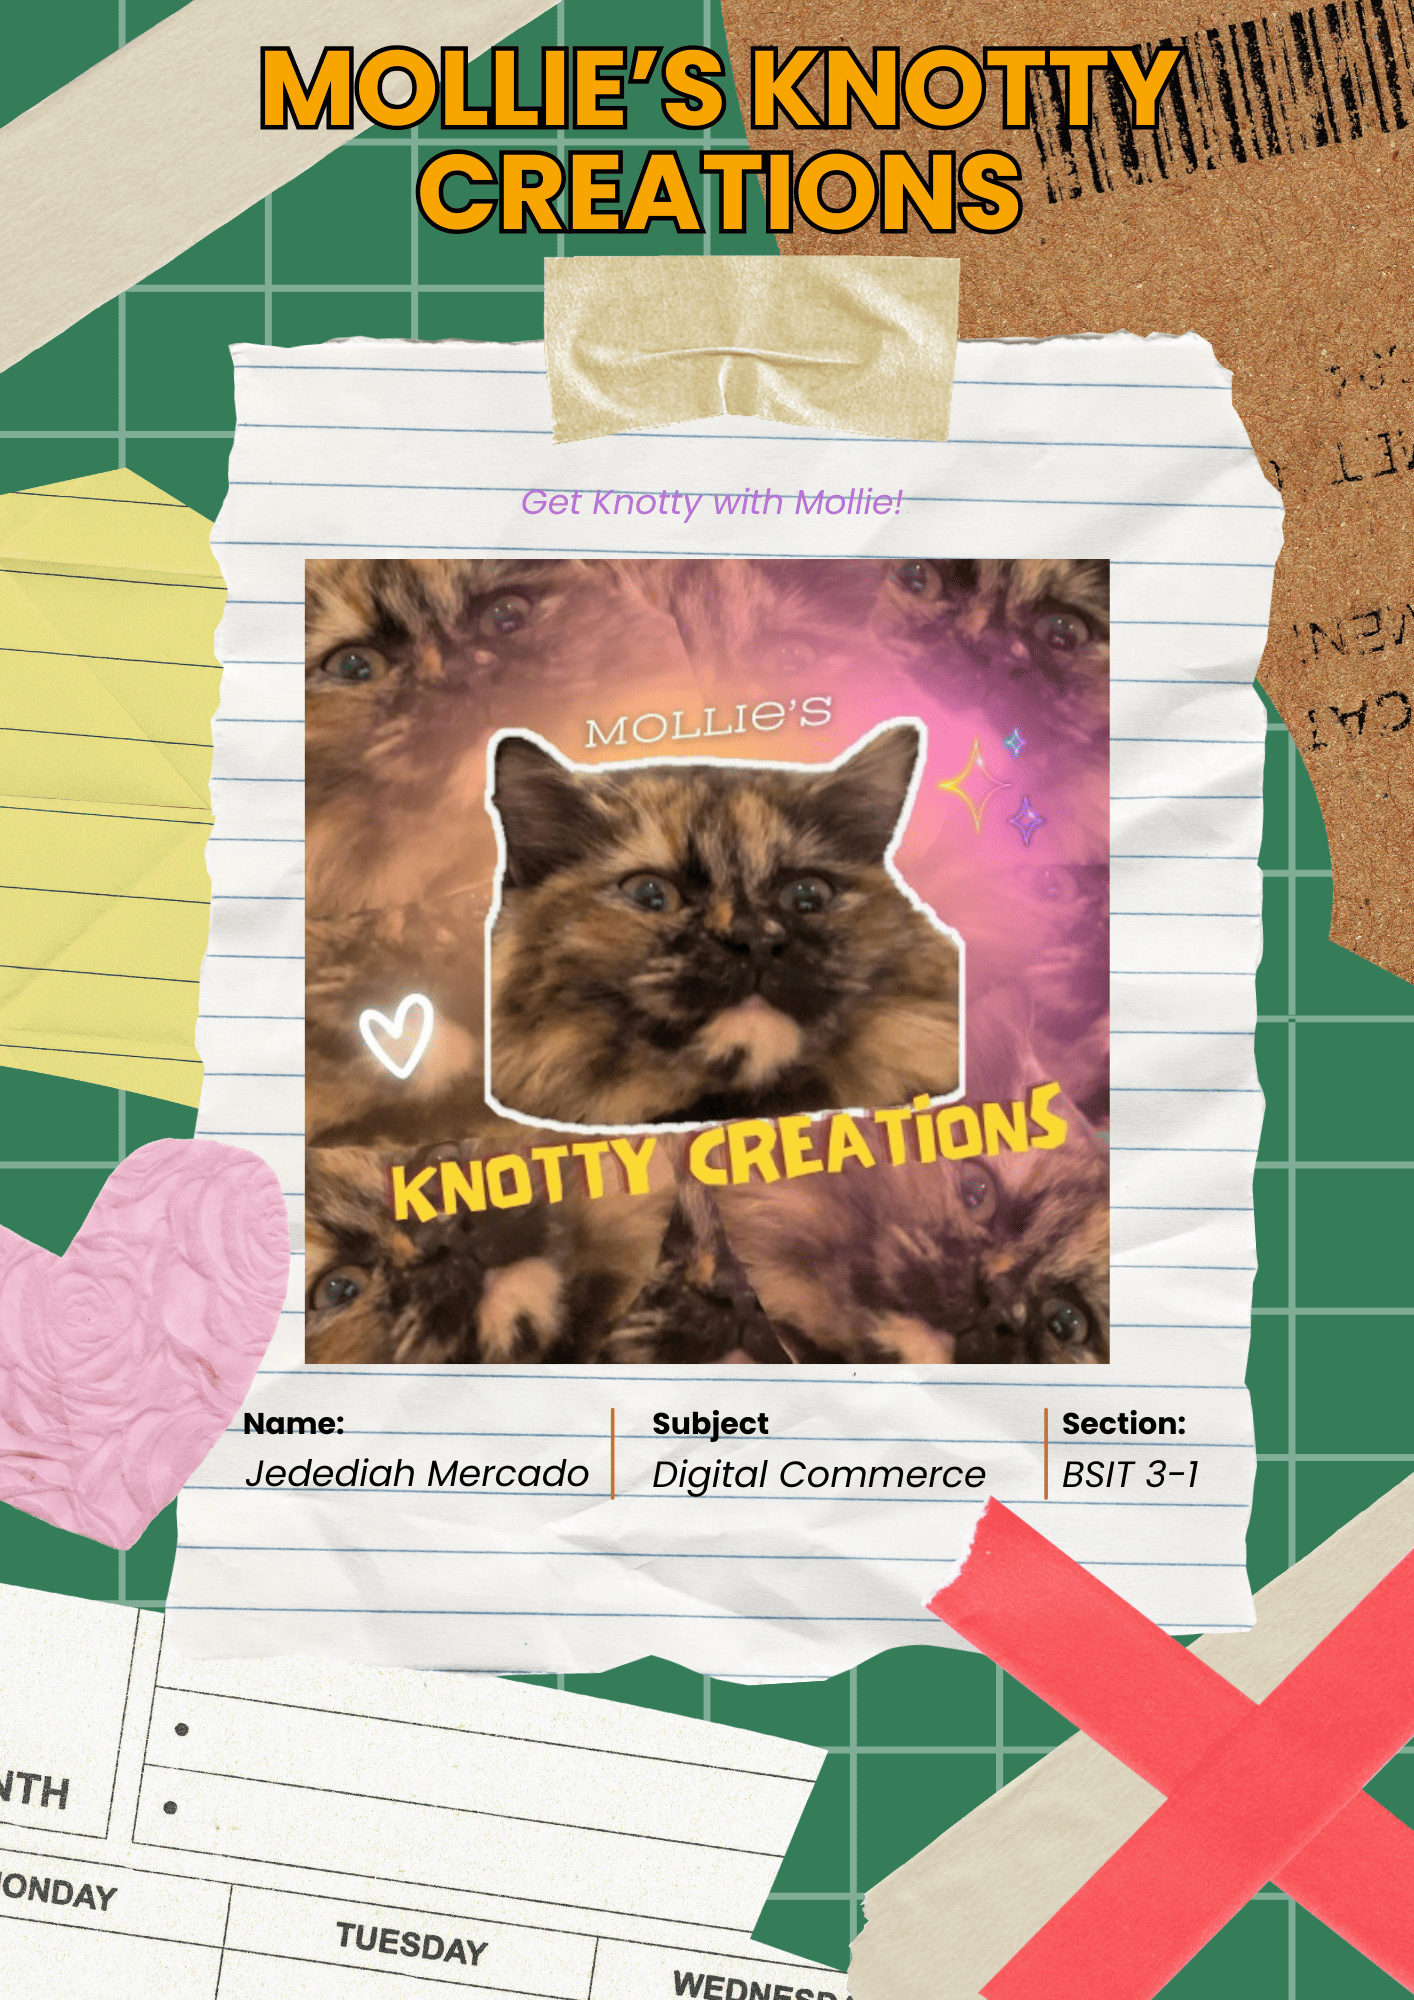 MOLLIE'S KNOTTY
CREATIONS
Get Knotty with Mollie!
MOLLIE'S
KNOTTY CREATIONS
Name:
Jedediah Mercado
Subject
Digital Commerce
Section:
BSIT 3-1
NTH
ONDAY
TUESDAY
WEDNESD